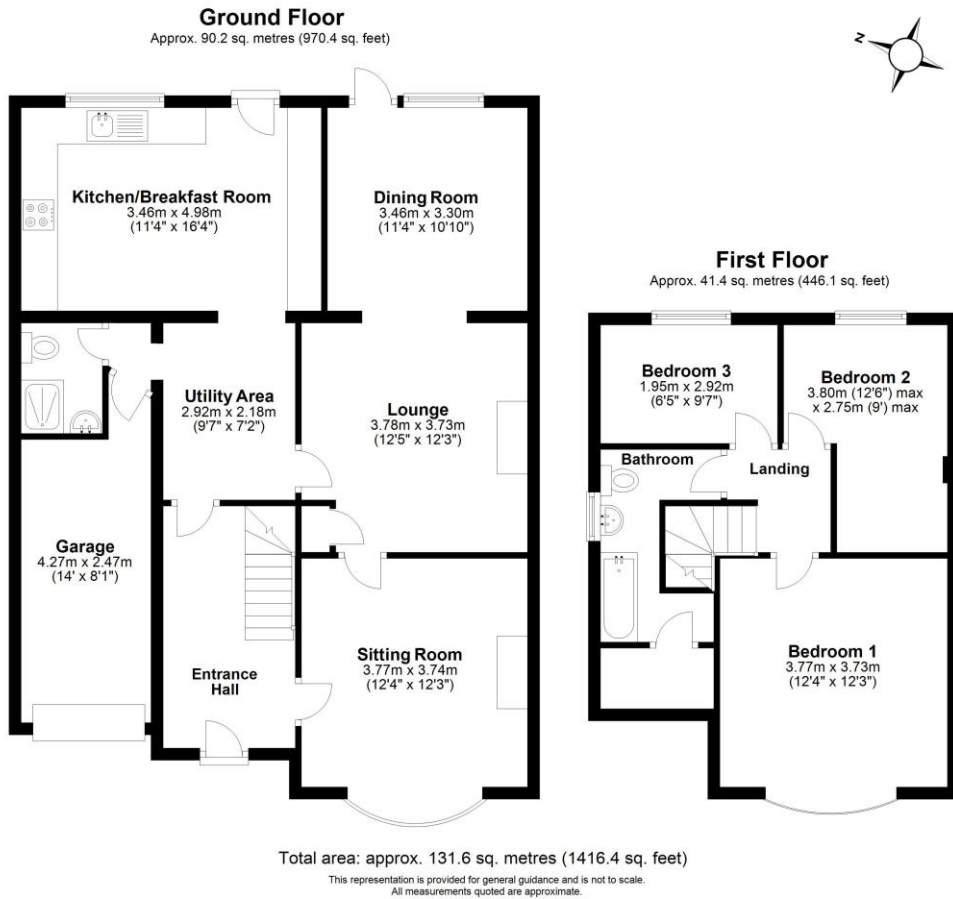 Ground Floor
Approx. 90.2 sq. metres (970.4 sq. feet)
N
Kitchen/Breakfast Room
3.46m x 4.98m
(11'4" x 16'4")
Dining Room
3.46m x 3.30m
(11'4" x 10'10")
Utility Area
2.92m x 2.18m
(9'7" x 7'2")
Lounge
3.78m x 3.73m
(12'5" x 12'3")
Garage
4.27m x 2.47m
(14' x 8'1")
Entrance
Hall
Sitting Room
3.77m x 3.74m
(12'4" x 12'3")
First Floor
Approx. 41.4 sq. metres (446.1 sq. feet)
Bedroom 3
1.95m x 2.92m
(6'5" x 9'7")
Bedroom 2
3.80m (12'6") max
x 2.75m (9') max
Bathroom
Landing
Bedroom 1
3.77m x 3.73m
(12'4" x 12'3")
Total area: approx. 131.6 sq. metres (1416.4 sq. feet)
This representation is provided for general guidance and is not to scale.
All measurements quoted are approximate.